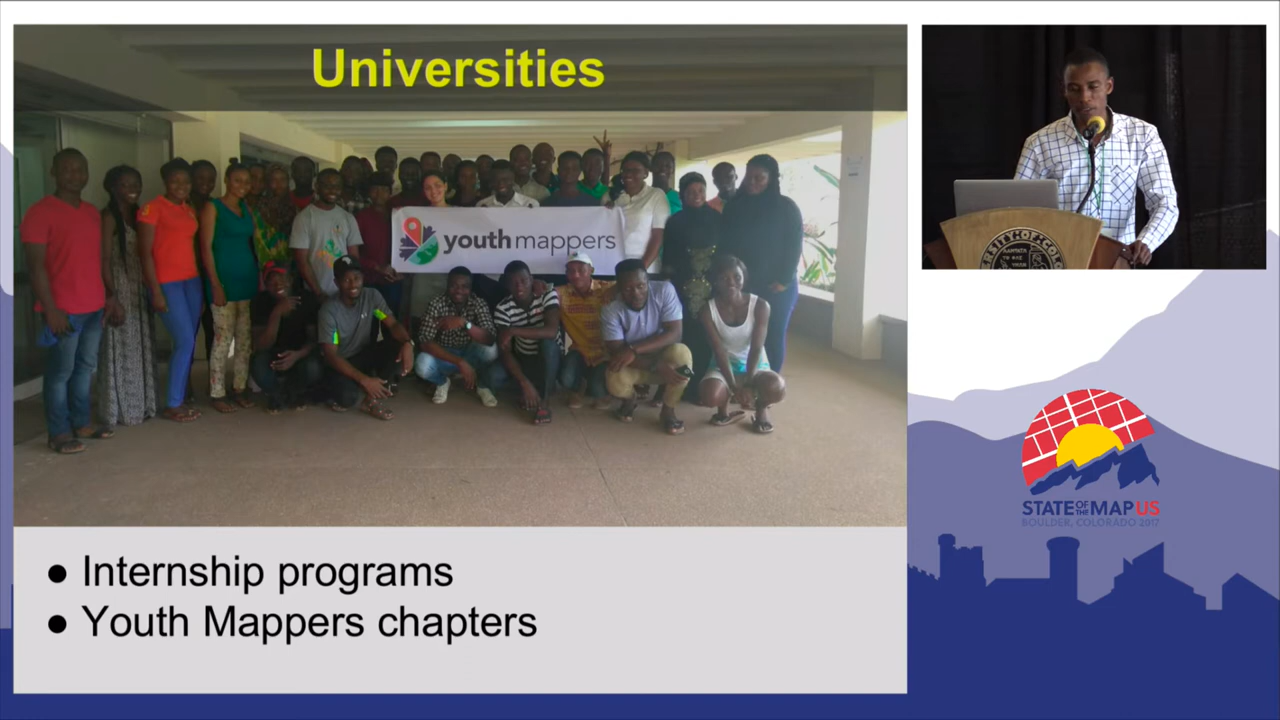 Universities
youthmappers
● Internship programs
● Youth Mappers chapters
STATE OF THE MAP US
BOULDER, COLORADO 2017